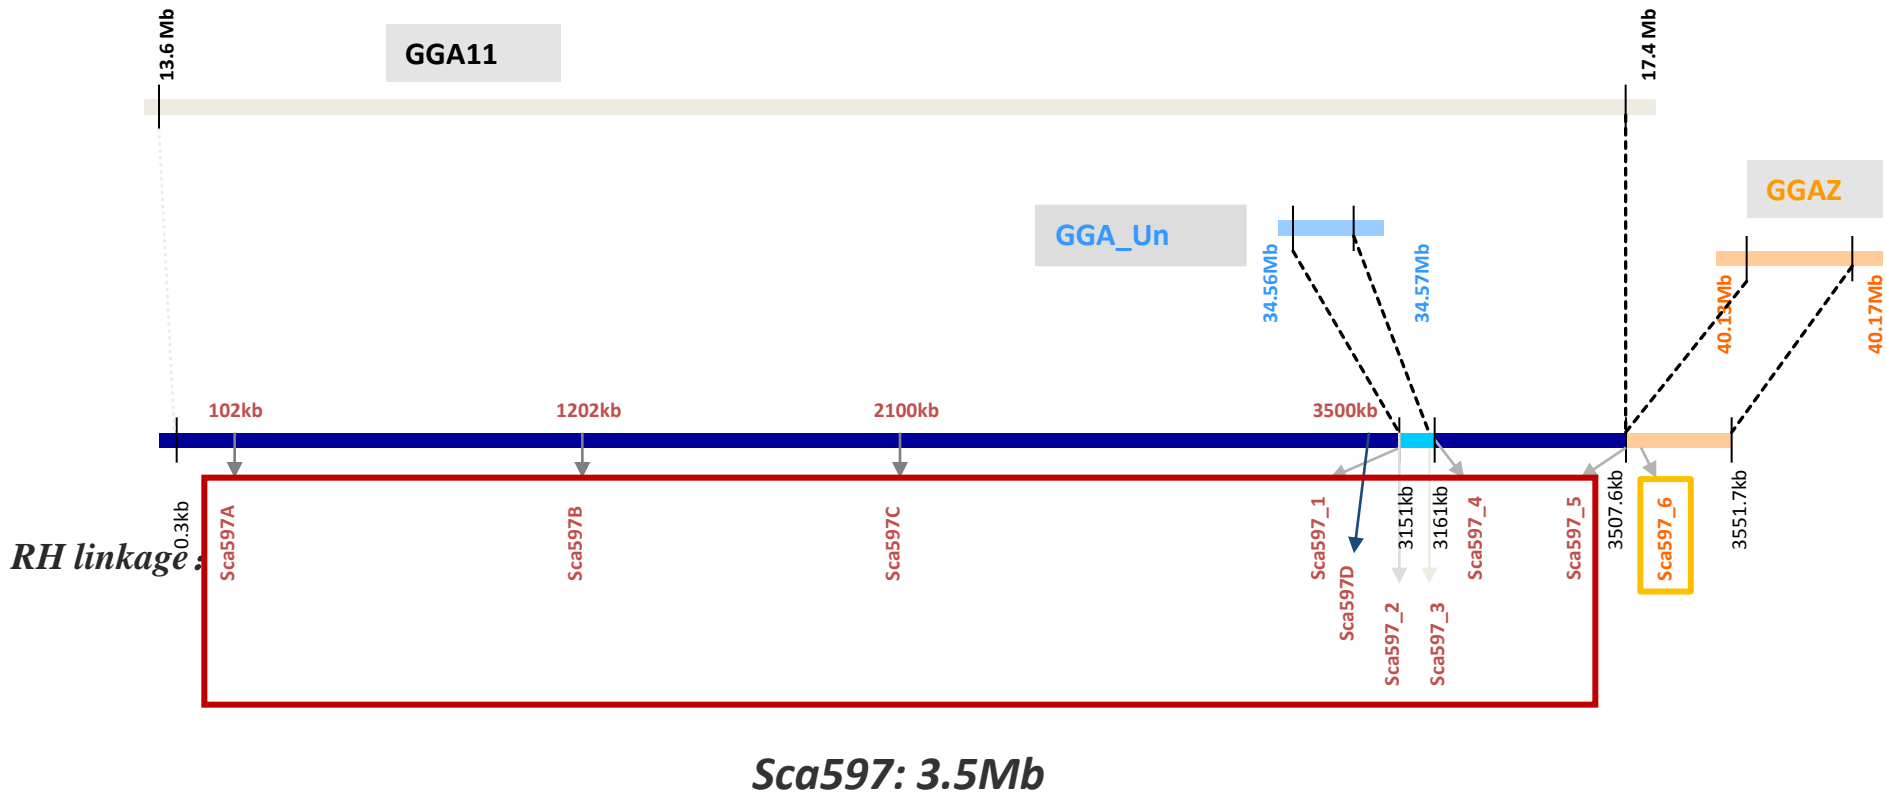 13.6 Mb
GGA11
17.4 Mb
GGAZ
GGA_Un
34.56Mb
34.57Mb
40.13Mb
40.17Mb
102kb
1202kb
2100kb
3500kb
RH linkage :
0.3kb
Sca597A
Sca597B
Sca597C
Sca597_1
Sca597D
3151kb
Sca597_2
3161kb
Sca597_3
Sca597_4
Sca597_5
3507.6kb
Sca597_6
3551.7kb
Sca597: 3.5Mb